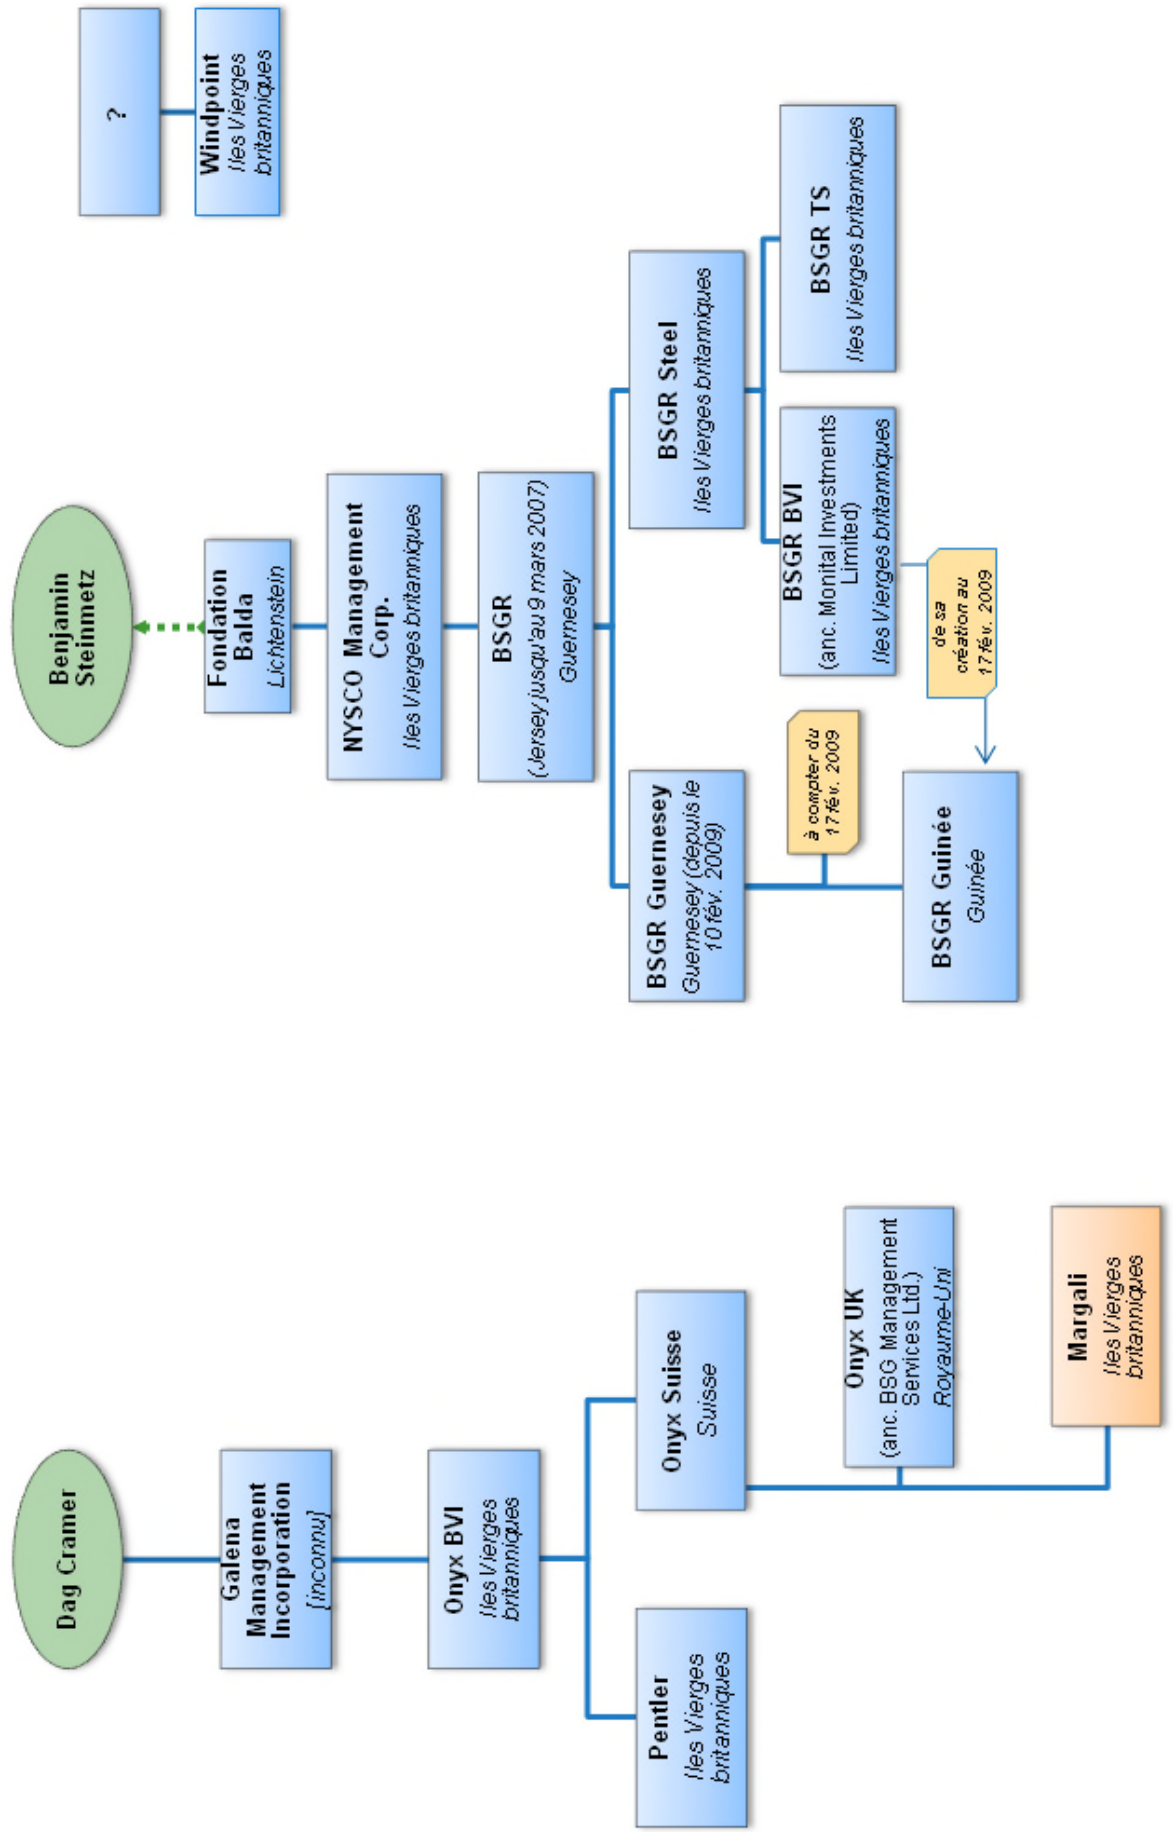 Dag Cramer
Galena
Management
Incorporation
[inconnu]
Onyx BVI
Iles Vierges
britanniques
Pentler
Iles Vierges
britanniques
Onyx Suisse
Suisse
Onyx UK
(anc. BSG Management
Services Ltd.)
Royaume-Uni
Margali
Iles Vierges
britanniques
Benjamin
Steinmetz
Fondation
Balda
Lichtenstein
NYSCO Management
Corp.
Iles Vierges britanniques
BSGR
(Jersey jusqu'au 9 mars 2007)
Guernesey
BSGR Guernesey
Guernesey (depuis le
10 fév. 2009)
à compter du
17 fév. 2009
BSGR Guinée
Guinée
BSGR Steel
Iles Vierges britanniques
BSGR BVI
(anc. Monital Investments
Limited)
Iles Vierges britanniques
de sa
création au
17 fév. 2009
BSGR TS
Iles Vierges britanniques
?
Windpoint
Iles Vierges
britanniques